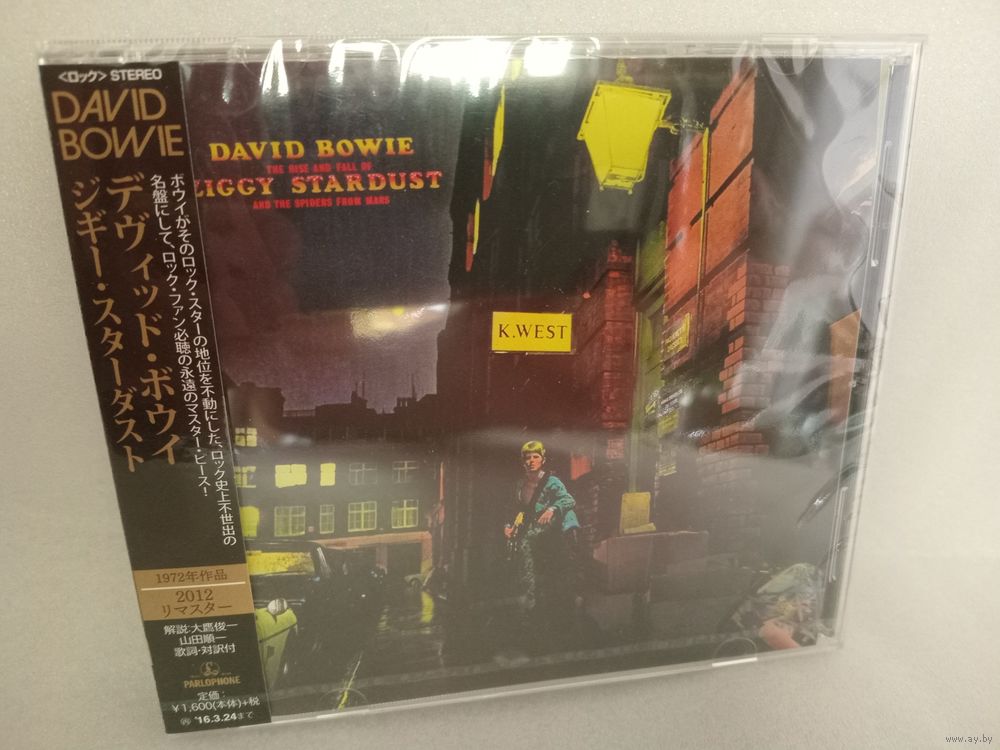 <ロック> STEREO
DAVID
BOWIE
デヴィッド・ボウイ
ジギー・スターダスト
ボウイがそのロック・スターの地位を不動にした、ロック史上不世出の
名盤にして、ロック・ファン必聴の永遠のマスター・ピース!
1972年作品
2012
リマスター
解説:大鷹俊一
山田順一
歌詞・対訳付
PARLOPHONE
定価:
¥1,600(本体)+税
'16.3.24まで
DAVID BOWIE
THE RISE AND FALL OF
ZIGGY STARDUST
AND THE SPIDERS FROM MARS
K.WEST
www.ay.by